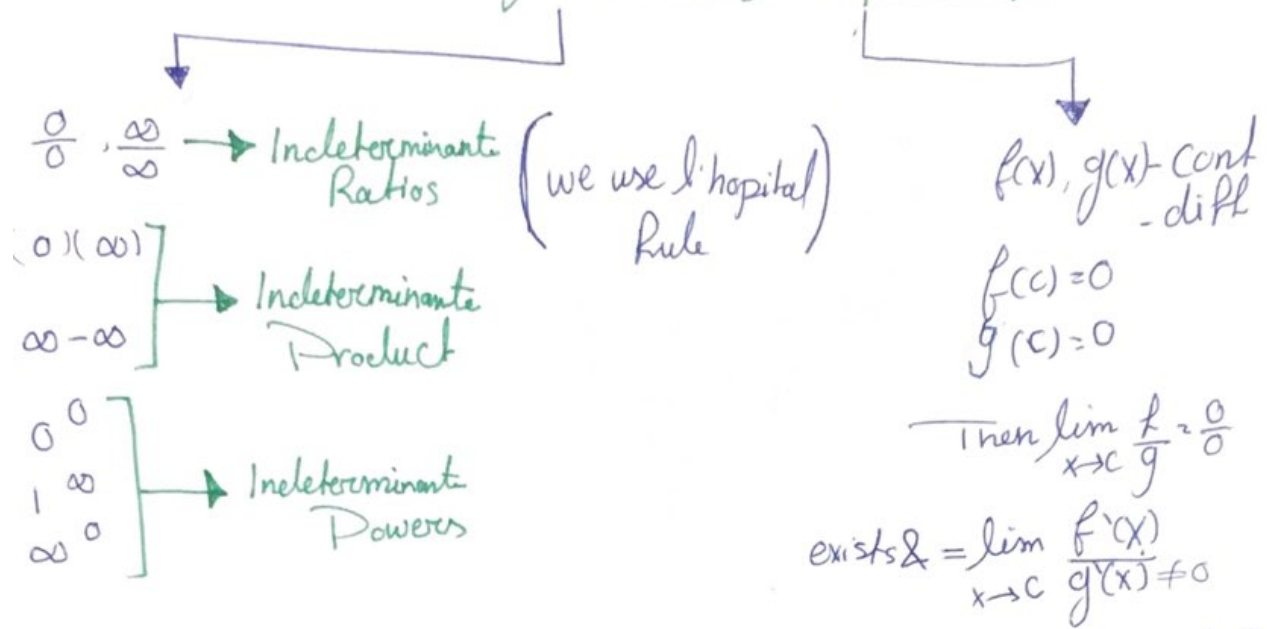 0/0 , ∞/∞ → Indeterminante
Ratios
(we use l'hopital
Rule)
(0)(∞)
∞ - ∞
Indeterminante
Product
0^0
1^∞
∞^0
Indeterminante
Powers
f(x), g(x) - Cont
- diff
f(c) = 0
g(c) = 0
Then lim x→c f/g = 0/0
exists & = lim x→c f'(x)/g'(x) ≠ 0